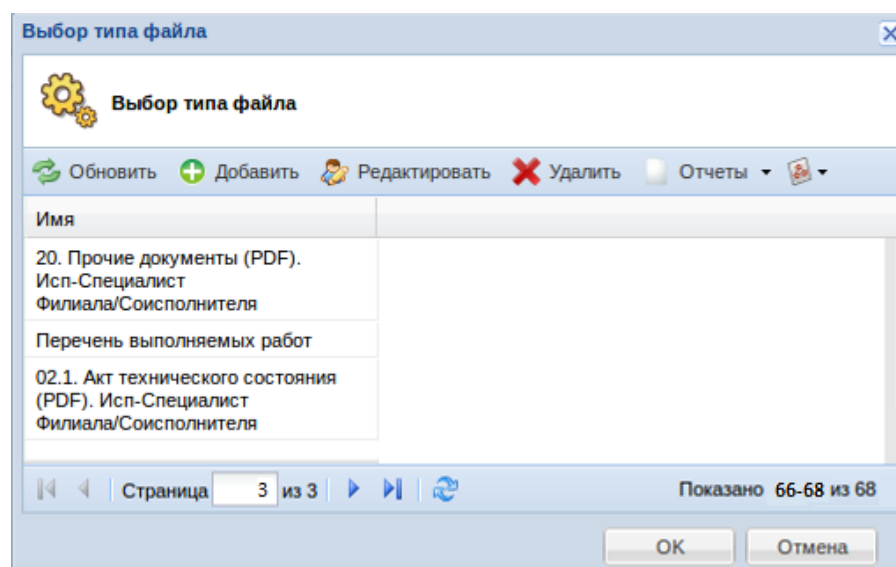 Выбор типа файла
Выбор типа файла
Обновить Добавить Редактировать Удалить Отчеты
Имя
20. Прочие документы (PDF).
Исп-Специалист
Филиала/Соисполнителя
Перечень выполняемых работ
02.1. Акт технического состояния
(PDF). Исп-Специалист
Филиала/Соисполнителя
Страница 3 из 3 Показано 66-68 из 68
OK Отмена